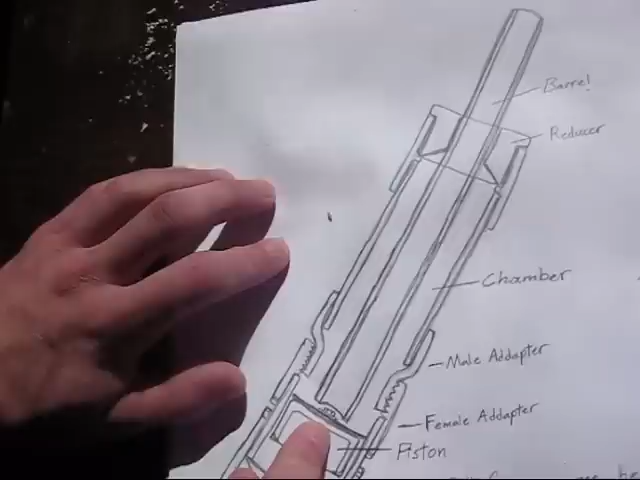 Barrel
Reducer
Chamber
Male Addapter
Female Addapter
Piston